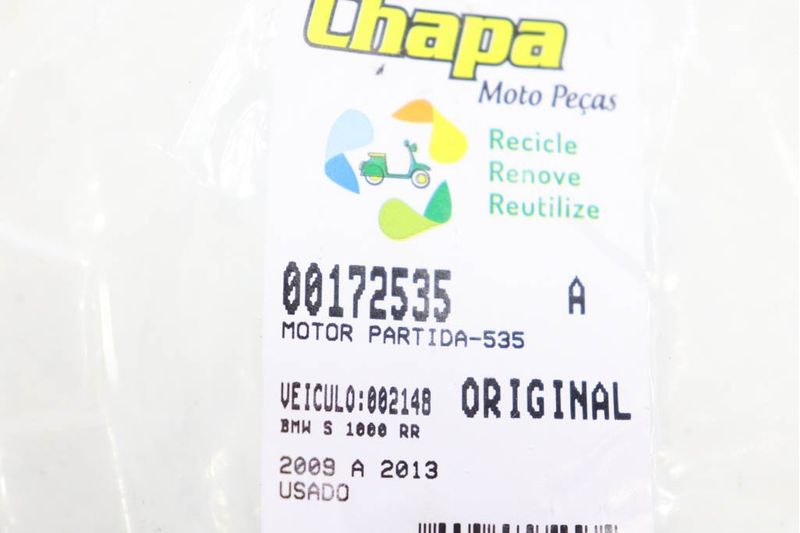 Chapa
Moto Peças
Recicle
Renove
Reutilize
00172535 A
MOTOR PARTIDA-535
VEICULO:002148 ORIGINAL
BMW S 1000 RR
2009 A 2013
USADO